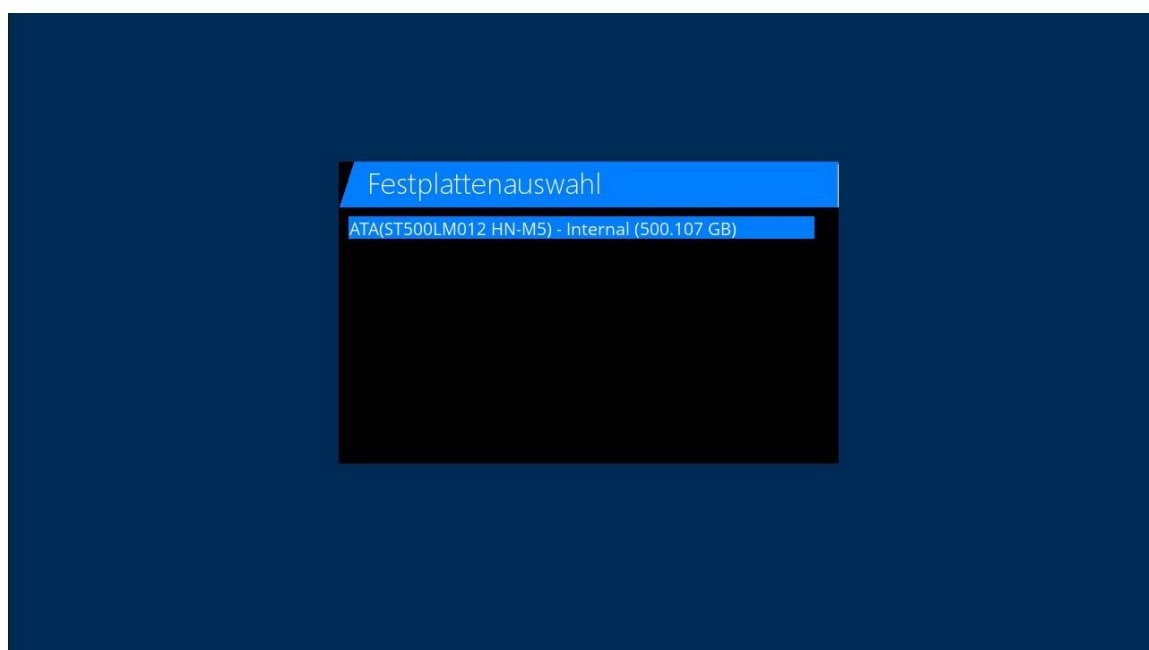 Festplattenauswahl
ATA(ST500LM012 HN-M5) - Internal (500.107 GB)